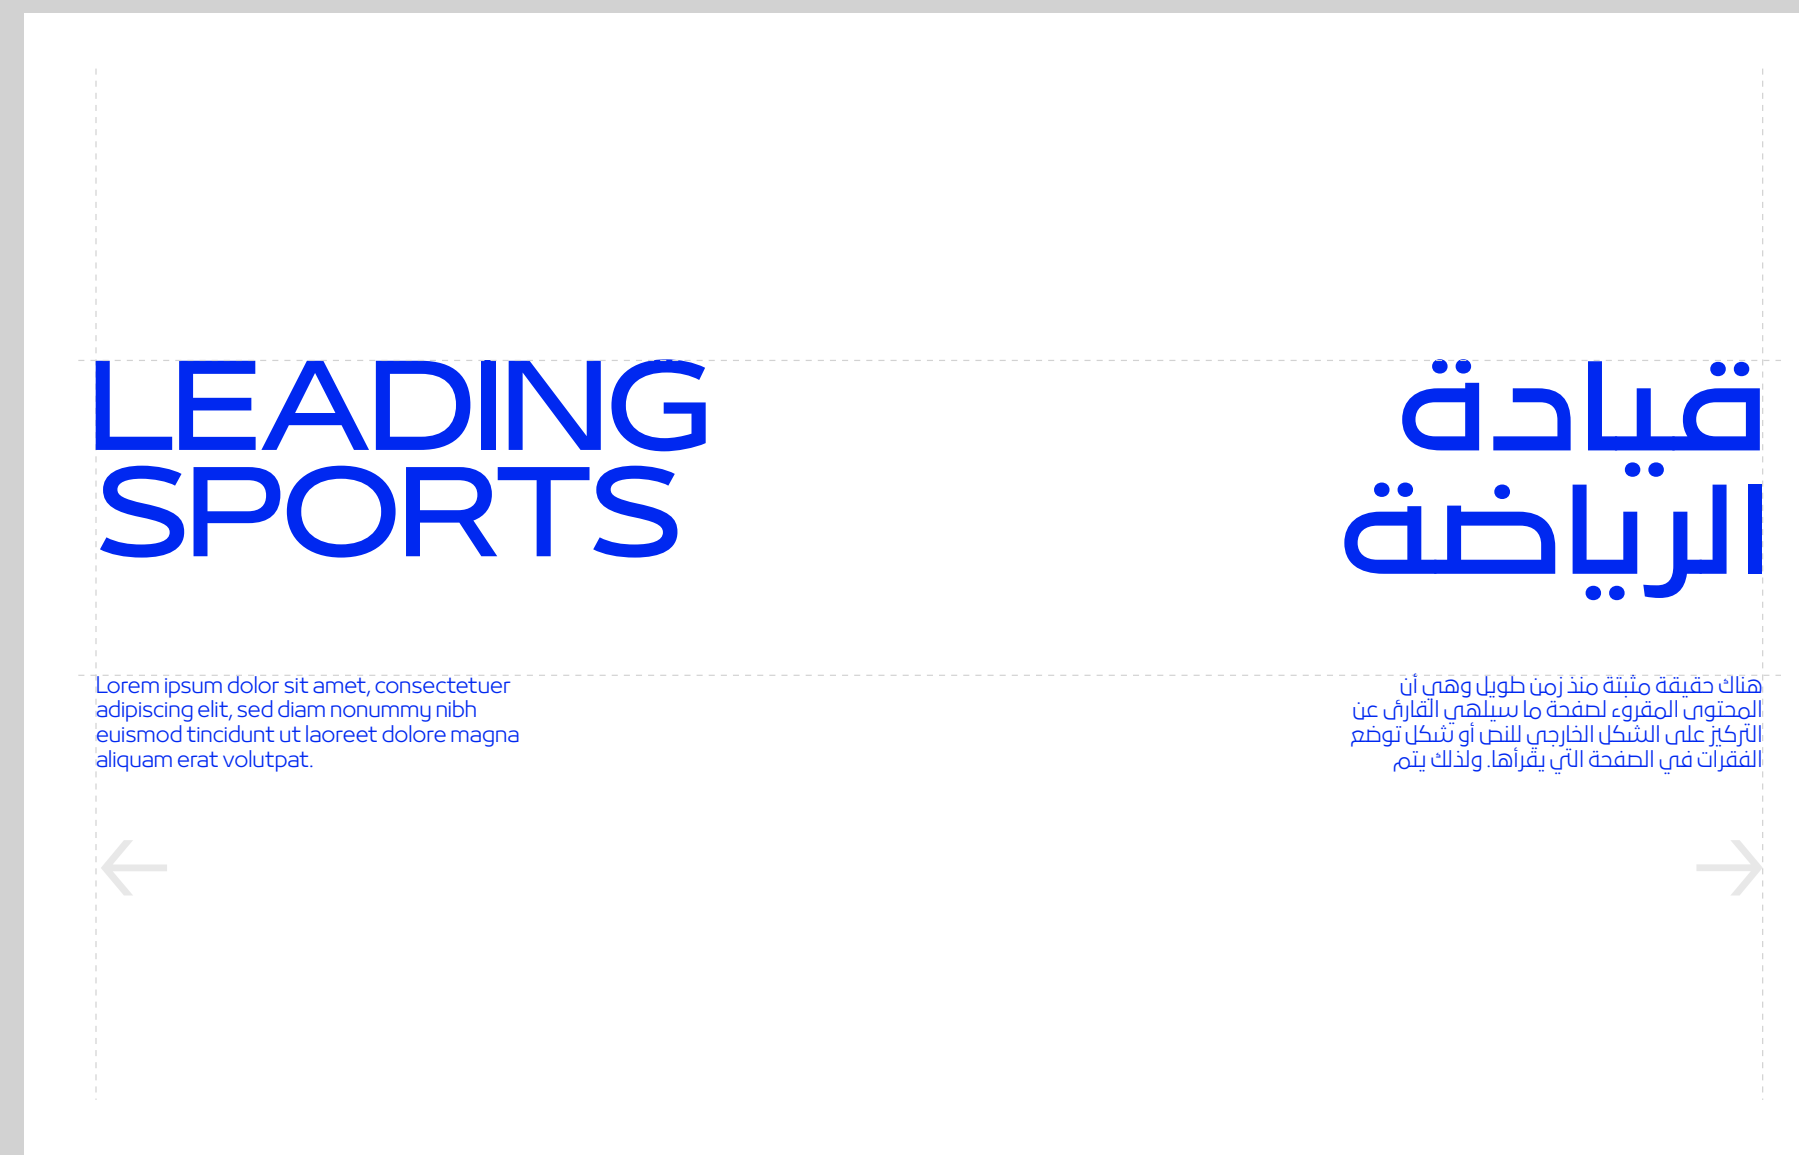 LEADING
SPORTS
Lorem ipsum dolor sit amet, consectetuer
adipiscing elit, sed diam nonummy nibh
euismod tincidunt ut laoreet dolore magna
aliquam erat volutpat.
قيادة
الرياضة
هناك حقيقة مثبتة منذ زمن طويل وهي أن
المحتوى المقروء لصفحة ما سيلهي القارئ عن
التركيز على الشكل الخارجي للنص أو شكل توضع
الفقرات في الصفحة التي يقرأها. ولذلك يتم